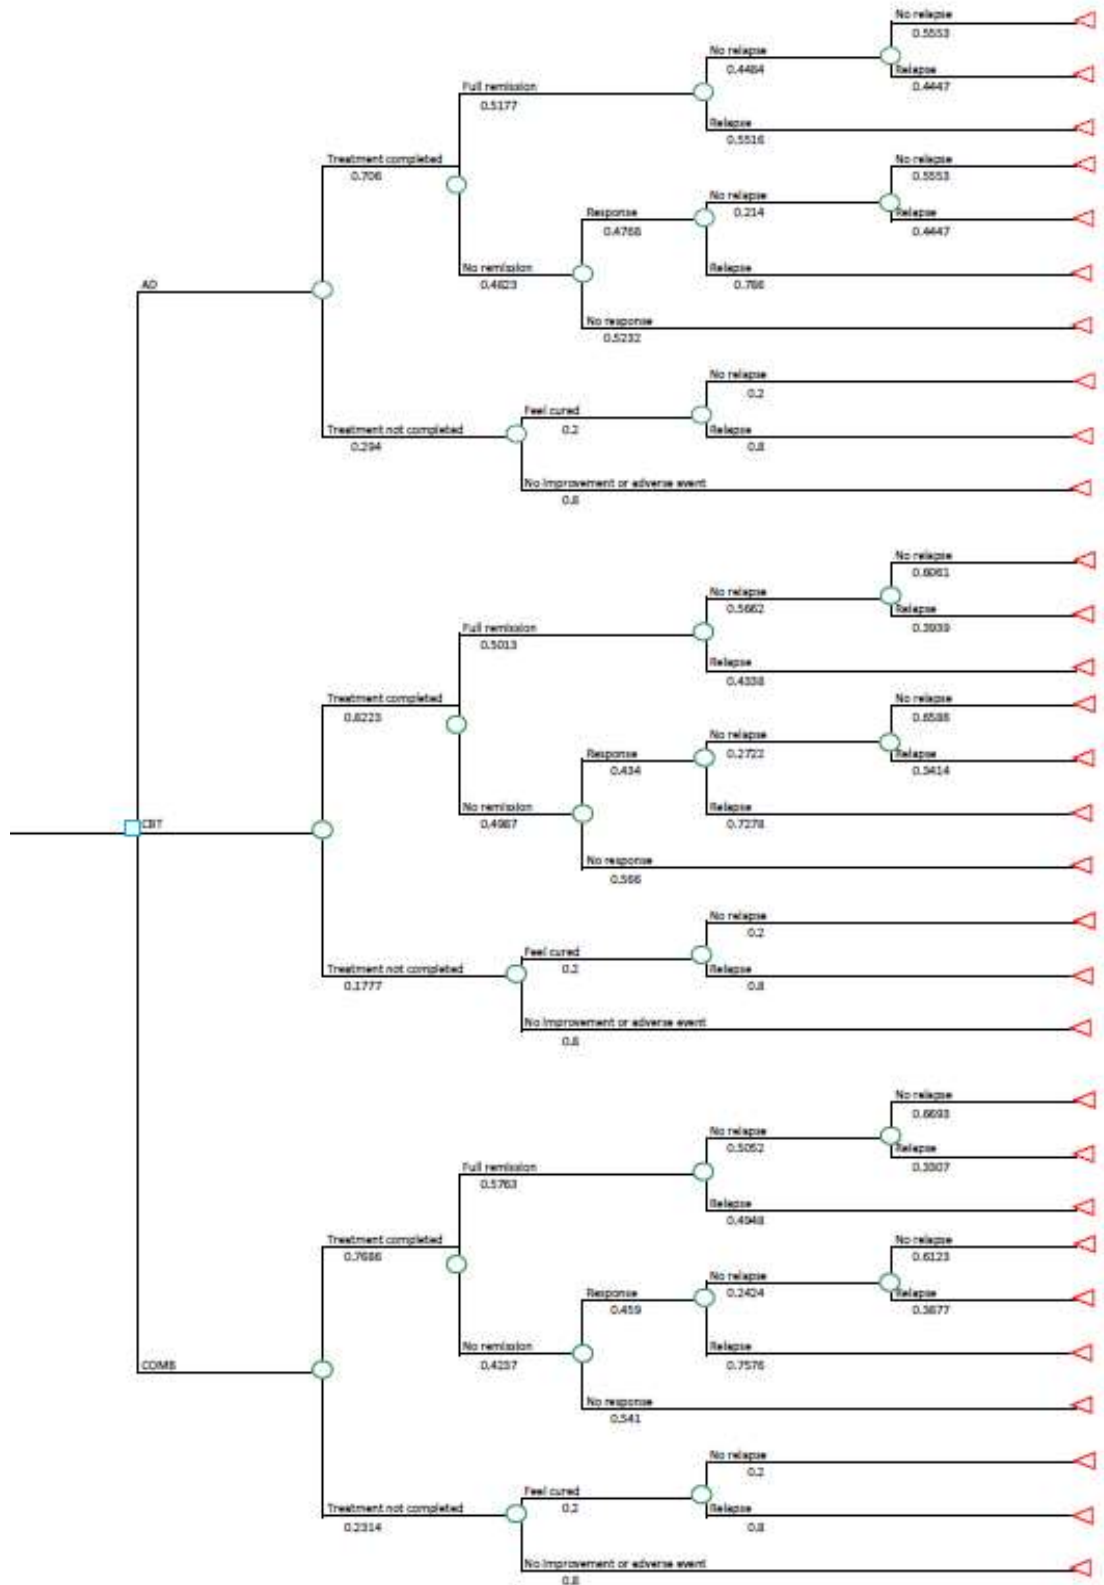 No relapse
0.5553
No relapse
0.4484
Relapse
0.4447
Full remission
0.5177
Relapse
0.5516
Treatment completed
0.706
No relapse
0.5553
No relapse
0.214
Relapse
0.4447
Response
0.4768
No remission
0.4823
Relapse
0.786
AD
No response
0.5232
No relapse
0.2
Feel cured
0.2
Treatment not completed
0.294
Relapse
0.8
No improvement or adverse event
0.8
No relapse
0.6061
No relapse
0.5662
Relapse
0.3939
Full remission
0.5013
Relapse
0.4338
Treatment completed
0.8223
No relapse
0.6586
No relapse
0.2722
Relapse
0.3414
Response
0.434
No remission
0.4987
Relapse
0.7278
CBT
No response
0.566
No relapse
0.2
Feel cured
0.2
Treatment not completed
0.1777
Relapse
0.8
No improvement or adverse event
0.8
No relapse
0.6693
No relapse
0.5052
Relapse
0.3307
Full remission
0.5763
Relapse
0.4948
Treatment completed
0.7686
No relapse
0.6123
No relapse
0.2424
Relapse
0.3877
Response
0.459
No remission
0.4237
Relapse
0.7576
COMB
No response
0.541
No relapse
0.2
Feel cured
0.2
Treatment not completed
0.2314
Relapse
0.8
No improvement or adverse event
0.8